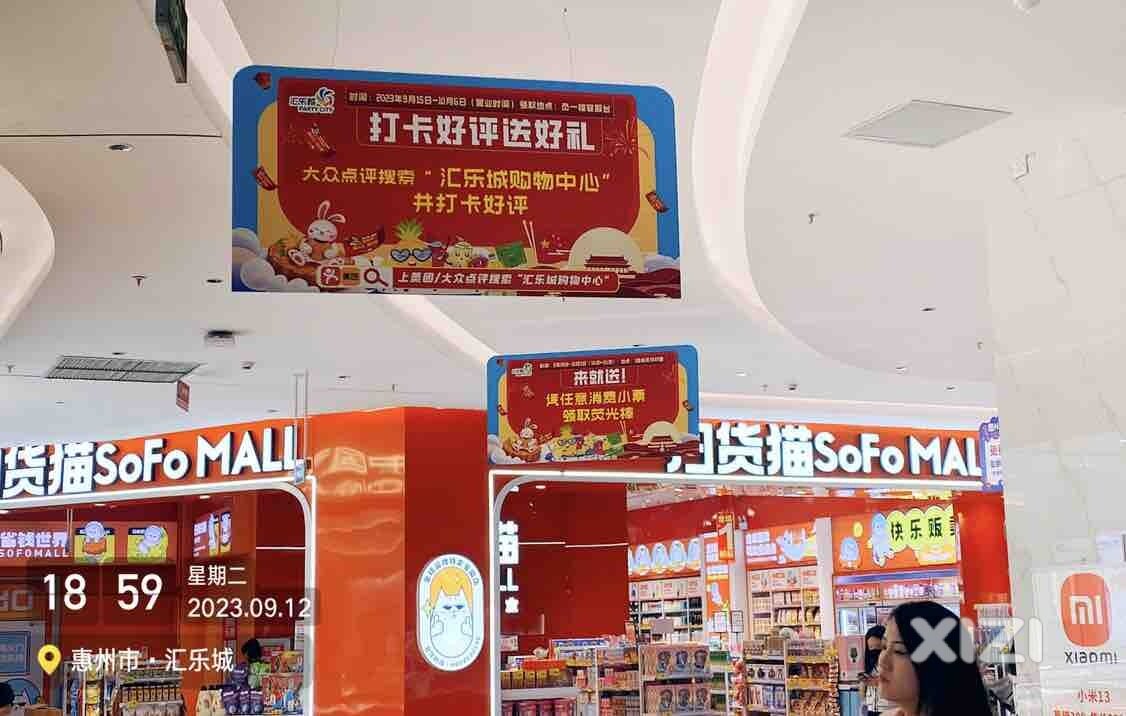 汇乐城
PARTY CITY
时间：2023年9月15日-10月6日（营业时间）领取地点：负一楼客服台
打卡好评送好礼
大众点评搜索“汇乐城购物中心”
并打卡好评
美团
上美团/大众点评搜索“汇乐城购物中心”
来就送！
凭任意消费小票
领取荧光棒
货猫SoFo MALL
货猫SoFo MALL
省钱世界
SOFOMALL
猫
快乐贩卖
18 59
星期二
2023.09.12
惠州市·汇乐城
XIZI
xiaomi
小米13